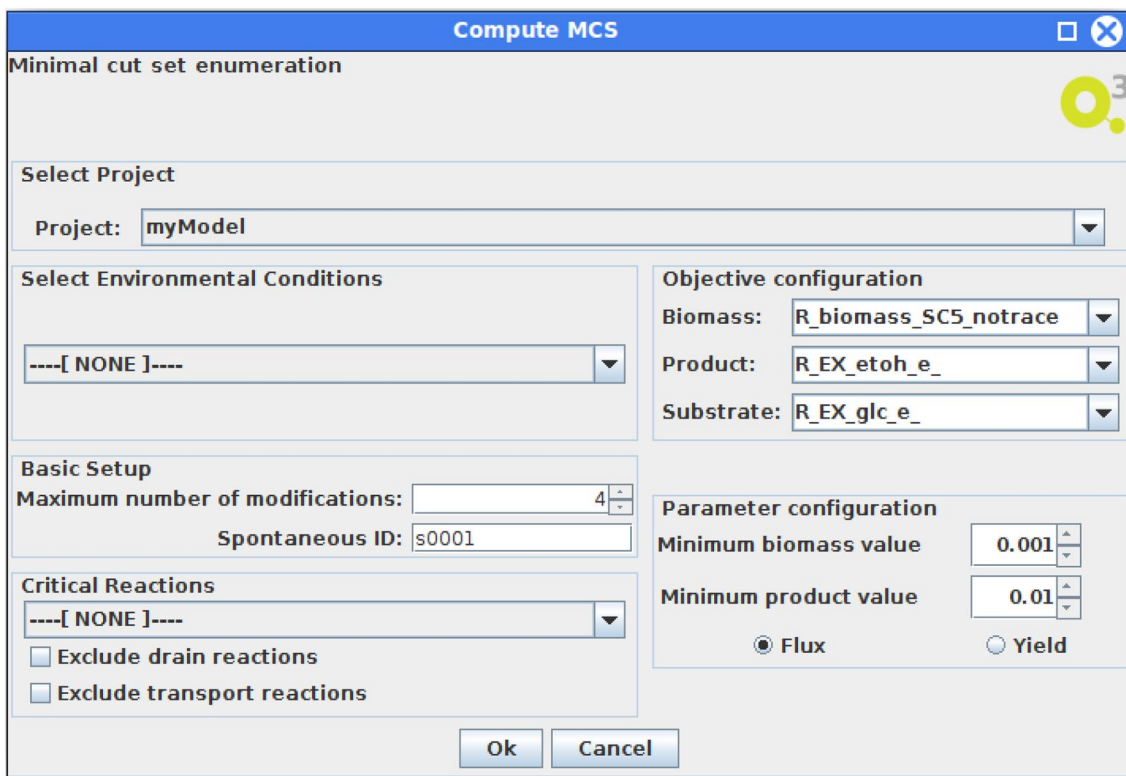 Compute MCS
Minimal cut set enumeration
3
Select Project
Project: myModel
Select Environmental Conditions
----[ NONE ]----
Objective configuration
Biomass: R_biomass_SC5_notrace
Product: R_EX_etoh_e_
Substrate: R_EX_glc_e_
Basic Setup
Maximum number of modifications: 4
Spontaneous ID: s0001
Parameter configuration
Minimum biomass value 0.001
Minimum product value 0.01
Flux Yield
Critical Reactions
----[ NONE ]----
Exclude drain reactions
Exclude transport reactions
Ok Cancel